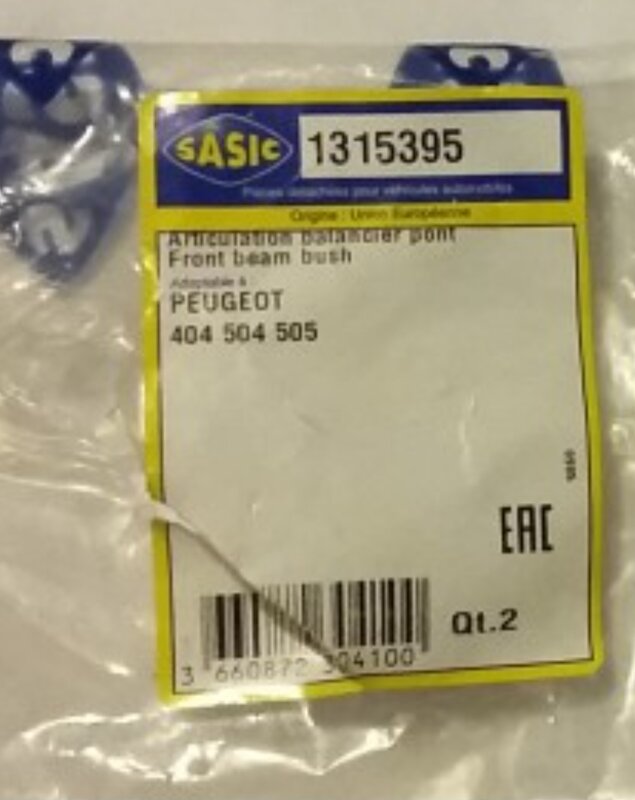 SASIC 1315395
Pièces détachées pour véhicules automobiles
Origine : Union Européenne
Articulation balancier pont
Front beam bush
Adaptable à
PEUGEOT
404 504 505
EAC
Qt.2
3 660872 304100